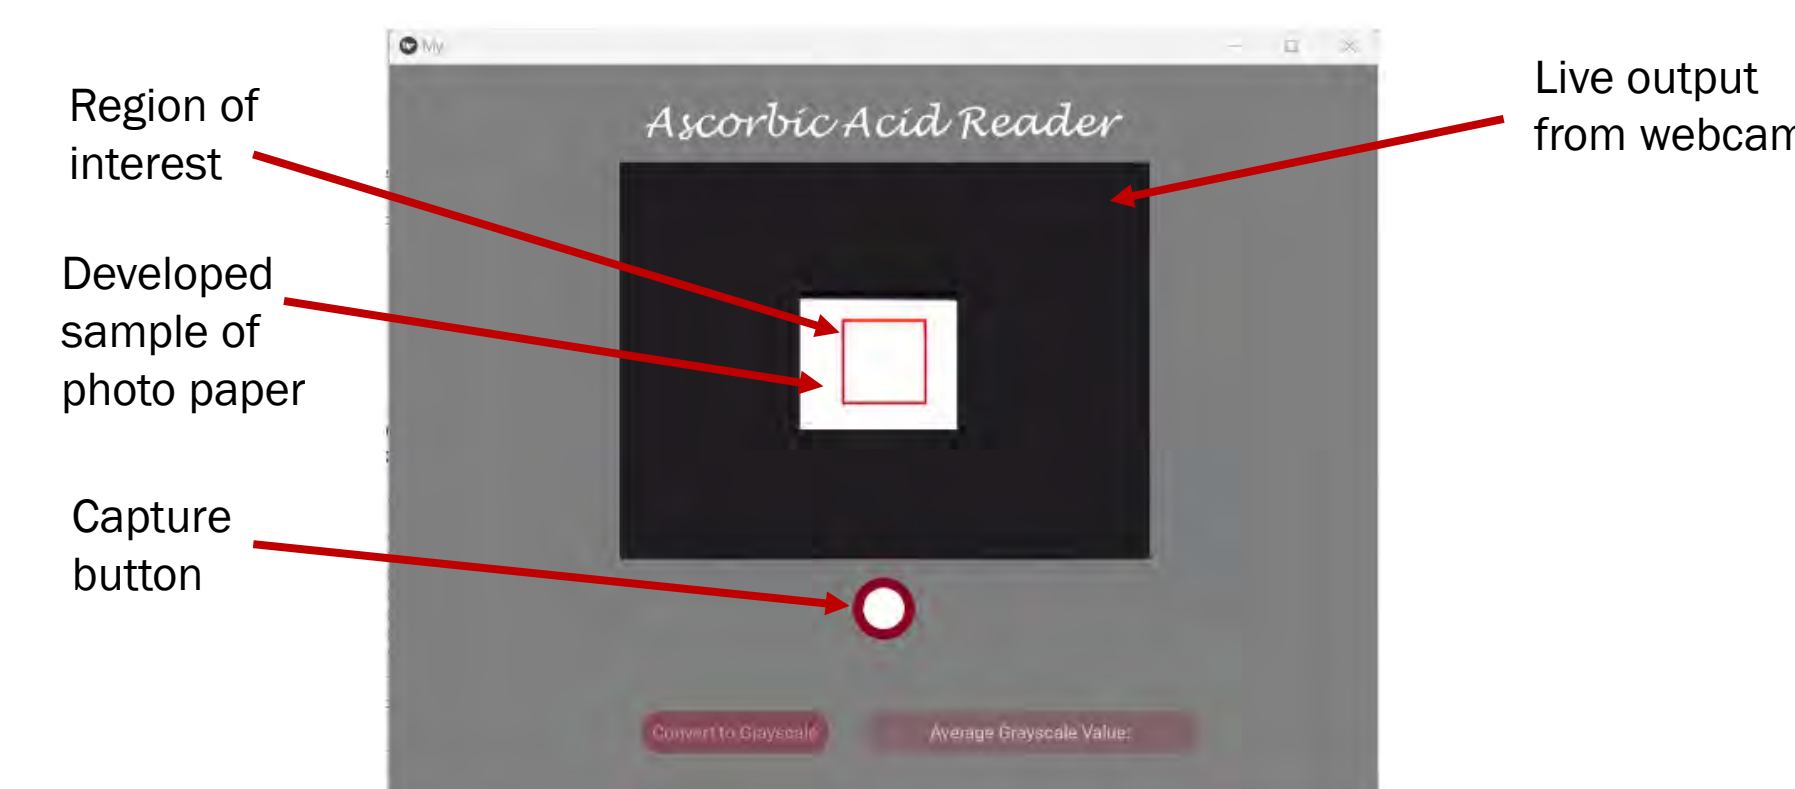 My
Ascorbic Acid Reader
Region of
interest
Live output
from webcam
Developed
sample of
photo paper
Capture
button
Convert to Grayscale
Average Grayscale Value: